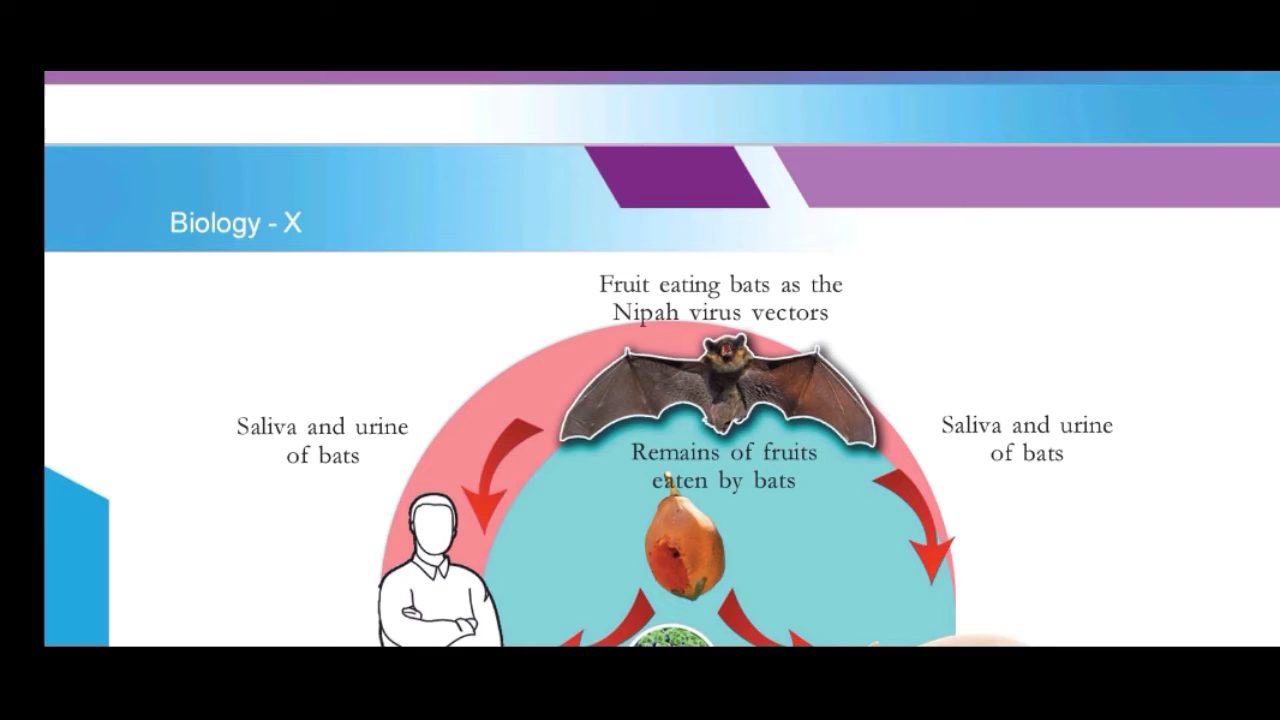 Biology - X
Fruit eating bats as the
Nipah virus vectors
Saliva and urine
of bats
Remains of fruits
eaten by bats
Saliva and urine
of bats